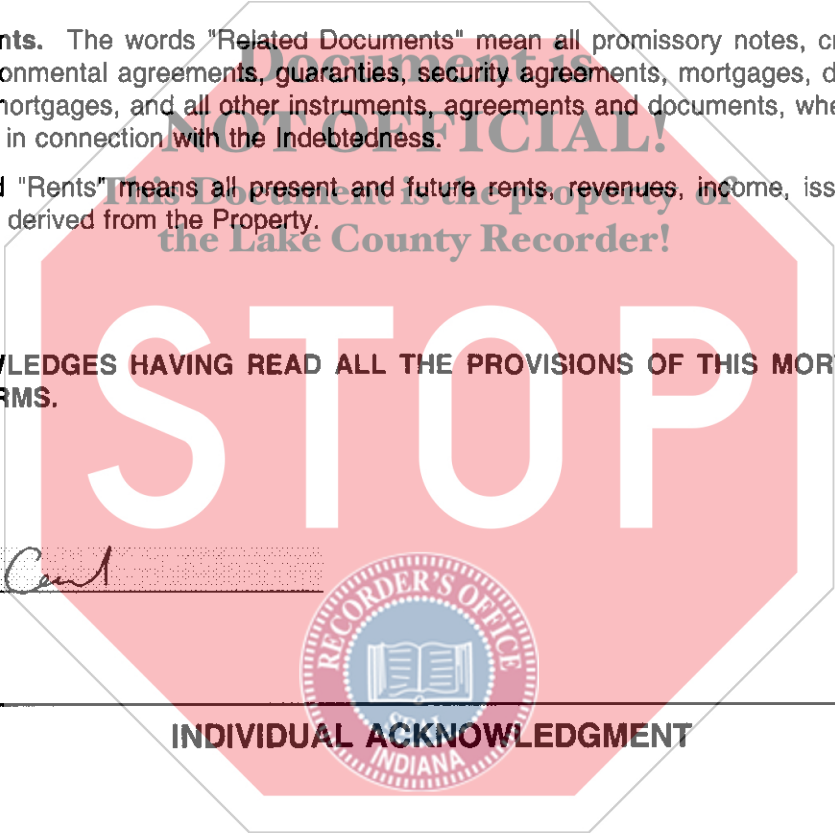 nts. The words "Related Documents" mean all promissory notes, cr
onmental agreements, guaranties, security agreements, mortgages, d
nortgages, and all other instruments, agreements and documents, whe
in connection with the Indebtedness.
d "Rents" means all present and future rents, revenues, income, iss
derived from the Property.
Document is
NOT OFFICIAL!
This Document is the property of
the Lake County Recorder!
WLEDGES HAVING READ ALL THE PROVISIONS OF THIS MOR
RMS.
STOP
RECORDER'S OFFICE
SEAL
INDIANA
INDIVIDUAL ACKNOWLEDGMENT